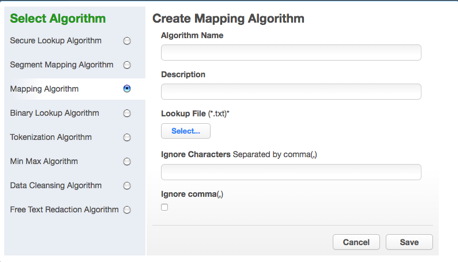 Select Algorithm
Secure Lookup Algorithm
Segment Mapping Algorithm
Mapping Algorithm
Binary Lookup Algorithm
Tokenization Algorithm
Min Max Algorithm
Data Cleansing Algorithm
Free Text Redaction Algorithm
Create Mapping Algorithm
Algorithm Name
Description
Lookup File (*.txt)*
Select...
Ignore Characters Separated by comma(,)
Ignore comma(,)
Cancel
Save